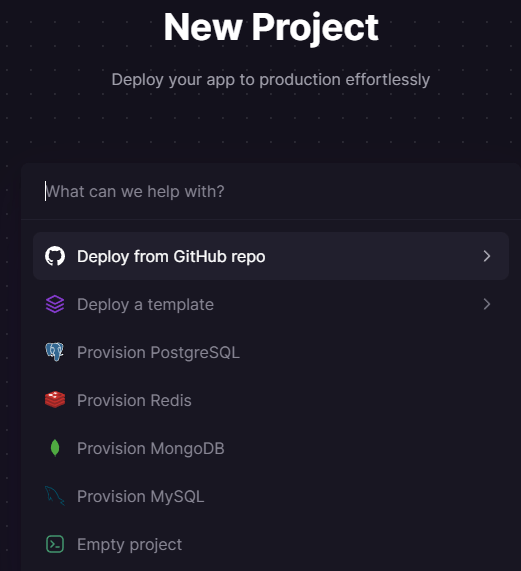 New Project
Deploy your app to production effortlessly
What can we help with?
Deploy from GitHub repo
Deploy a template
Provision PostgreSQL
Provision Redis
Provision MongoDB
Provision MySQL
Empty project